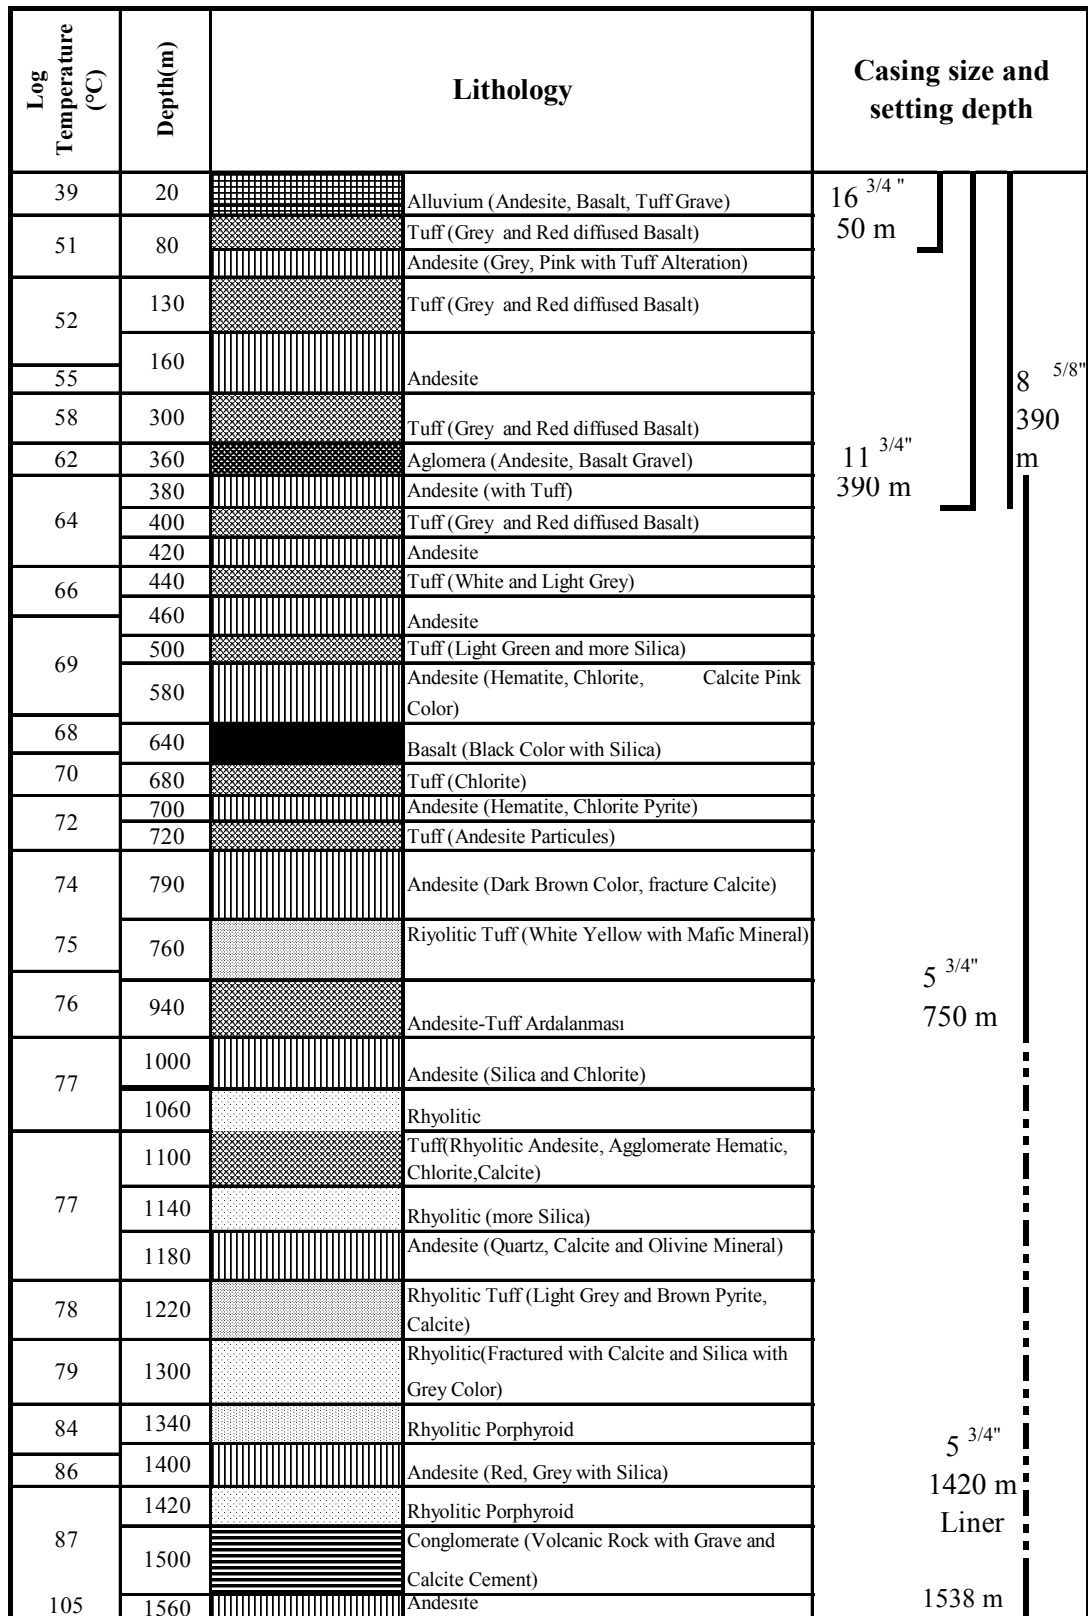 Log Temperature (°C)
Depth(m)
Lithology
Casing size and
setting depth
39 20 Alluvium (Andesite, Basalt, Tuff Grave)
16 3/4 "
50 m
51 80 Tuff (Grey and Red diffused Basalt)
Andesite (Grey, Pink with Tuff Alteration)
52 130 Tuff (Grey and Red diffused Basalt)
160 Andesite
55
8 5/8"
390
m
58 300 Tuff (Grey and Red diffused Basalt)
62 360 Aglomera (Andesite, Basalt Gravel)
11 3/4"
390 m
380 Andesite (with Tuff)
64 400 Tuff (Grey and Red diffused Basalt)
420 Andesite
66 440 Tuff (White and Light Grey)
460 Andesite
69 500 Tuff (Light Green and more Silica)
580 Andesite (Hematite, Chlorite, Calcite Pink
Color)
68 640 Basalt (Black Color with Silica)
70 680 Tuff (Chlorite)
72 700 Andesite (Hematite, Chlorite Pyrite)
720 Tuff (Andesite Particules)
74 790 Andesite (Dark Brown Color, fracture Calcite)
75 760 Riyolitic Tuff (White Yellow with Mafic Mineral)
5 3/4"
750 m
76 940 Andesite-Tuff Ardalanması
77 1000 Andesite (Silica and Chlorite)
1060 Rhyolitic
77 1100 Tuff(Rhyolitic Andesite, Agglomerate Hematic,
Chlorite,Calcite)
1140 Rhyolitic (more Silica)
1180 Andesite (Quartz, Calcite and Olivine Mineral)
78 1220 Rhyolitic Tuff (Light Grey and Brown Pyrite,
Calcite)
79 1300 Rhyolitic(Fractured with Calcite and Silica with
Grey Color)
84 1340 Rhyolitic Porphyroid
86 1400 Andesite (Red, Grey with Silica)
5 3/4"
1420 m
Liner
87 1420 Rhyolitic Porphyroid
1500 Conglomerate (Volcanic Rock with Grave and
Calcite Cement)
105 1560 Andesite
1538 m